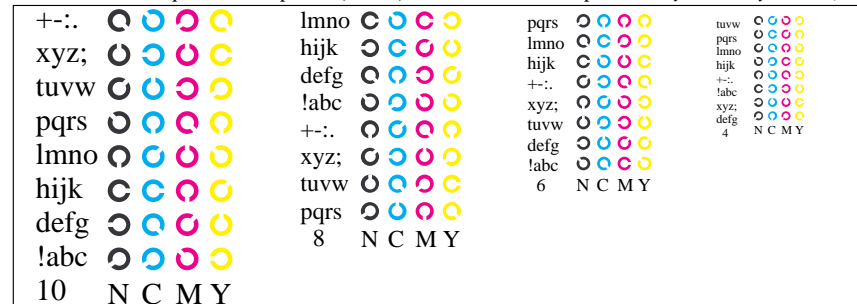 +-:.
xyz;
tuvw
pqrs
lmno
hijk
defg
!abc
10 N C M Y
lmno
hijk
defg
!abc
+-:.
xyz;
tuvw
pqrs
8 N C M Y
pqrs
lmno
hijk
+-:.
xyz;
tuvw
defg
!abc
6 N C M Y
tuvw
pqrs
lmno
hijk
+-:.
!abc
xyz;
defg
4 N C M Y